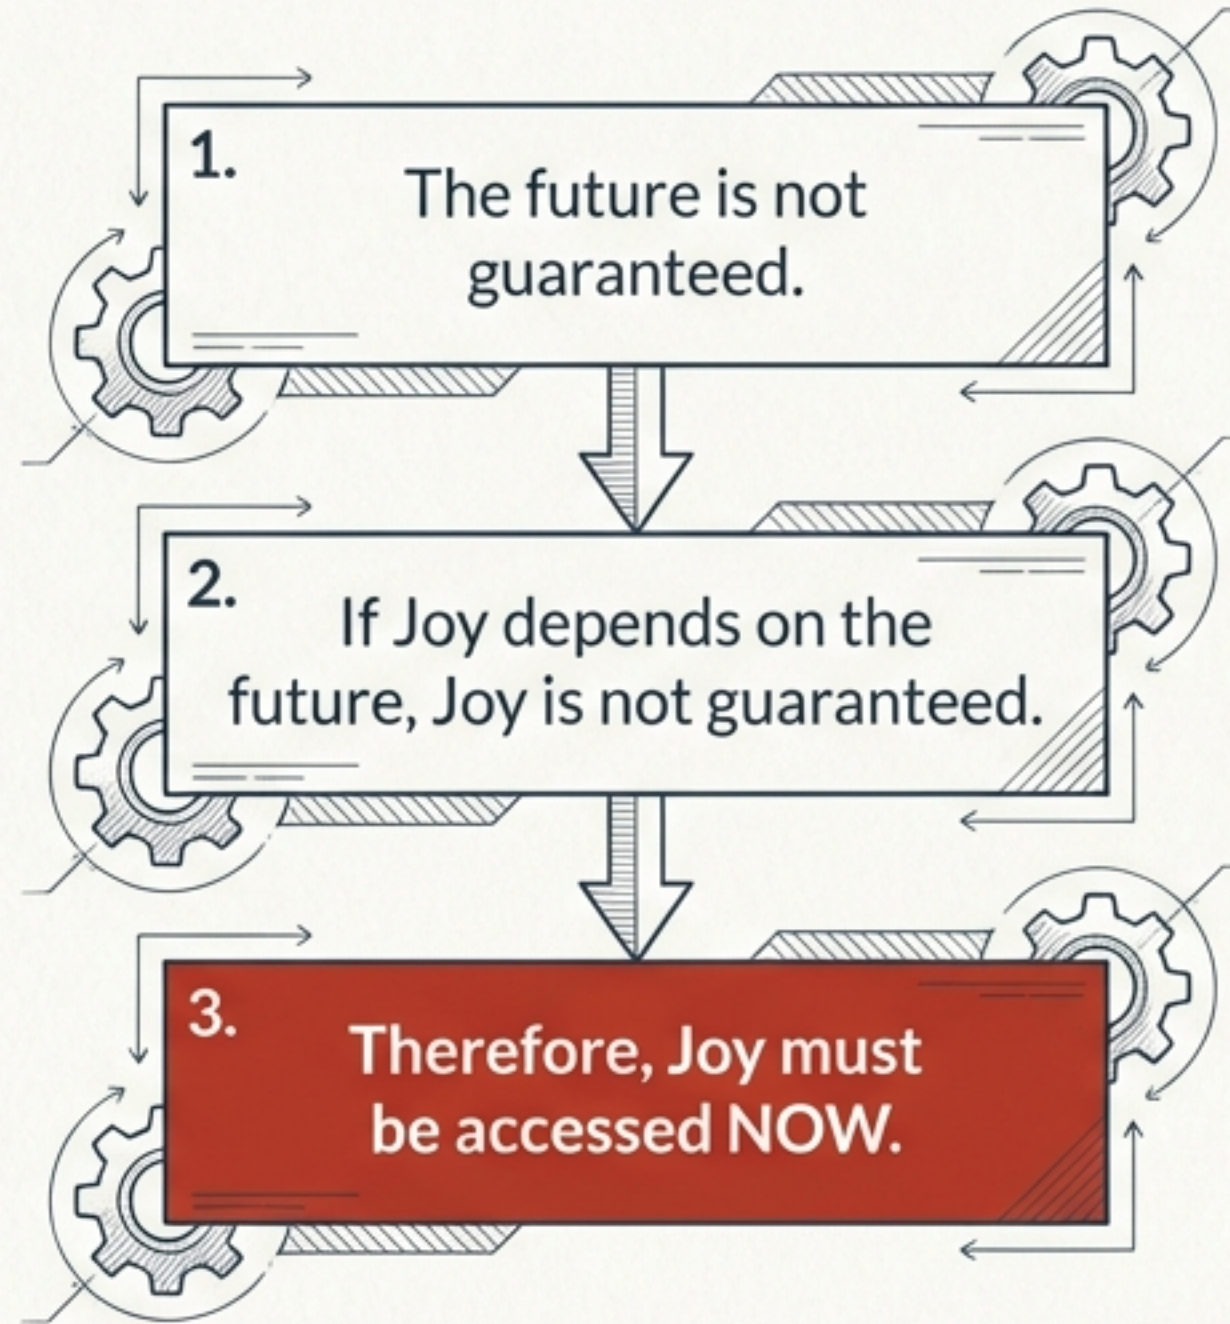 1.
The future is not
guaranteed.
2.
If Joy depends on the
future, Joy is not guaranteed.
3.
Therefore, Joy must
be accessed NOW.